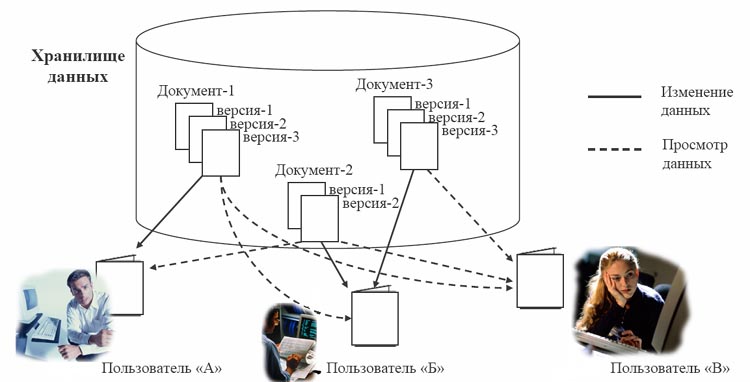 Хранилище
данных
Документ-1
версия-1
версия-2
версия-3
Документ-3
версия-1
версия-2
версия-3
Документ-2
версия-1
версия-2
Изменение
данных
Просмотр
данных
Пользователь «А»
Пользователь «Б»
Пользователь «В»